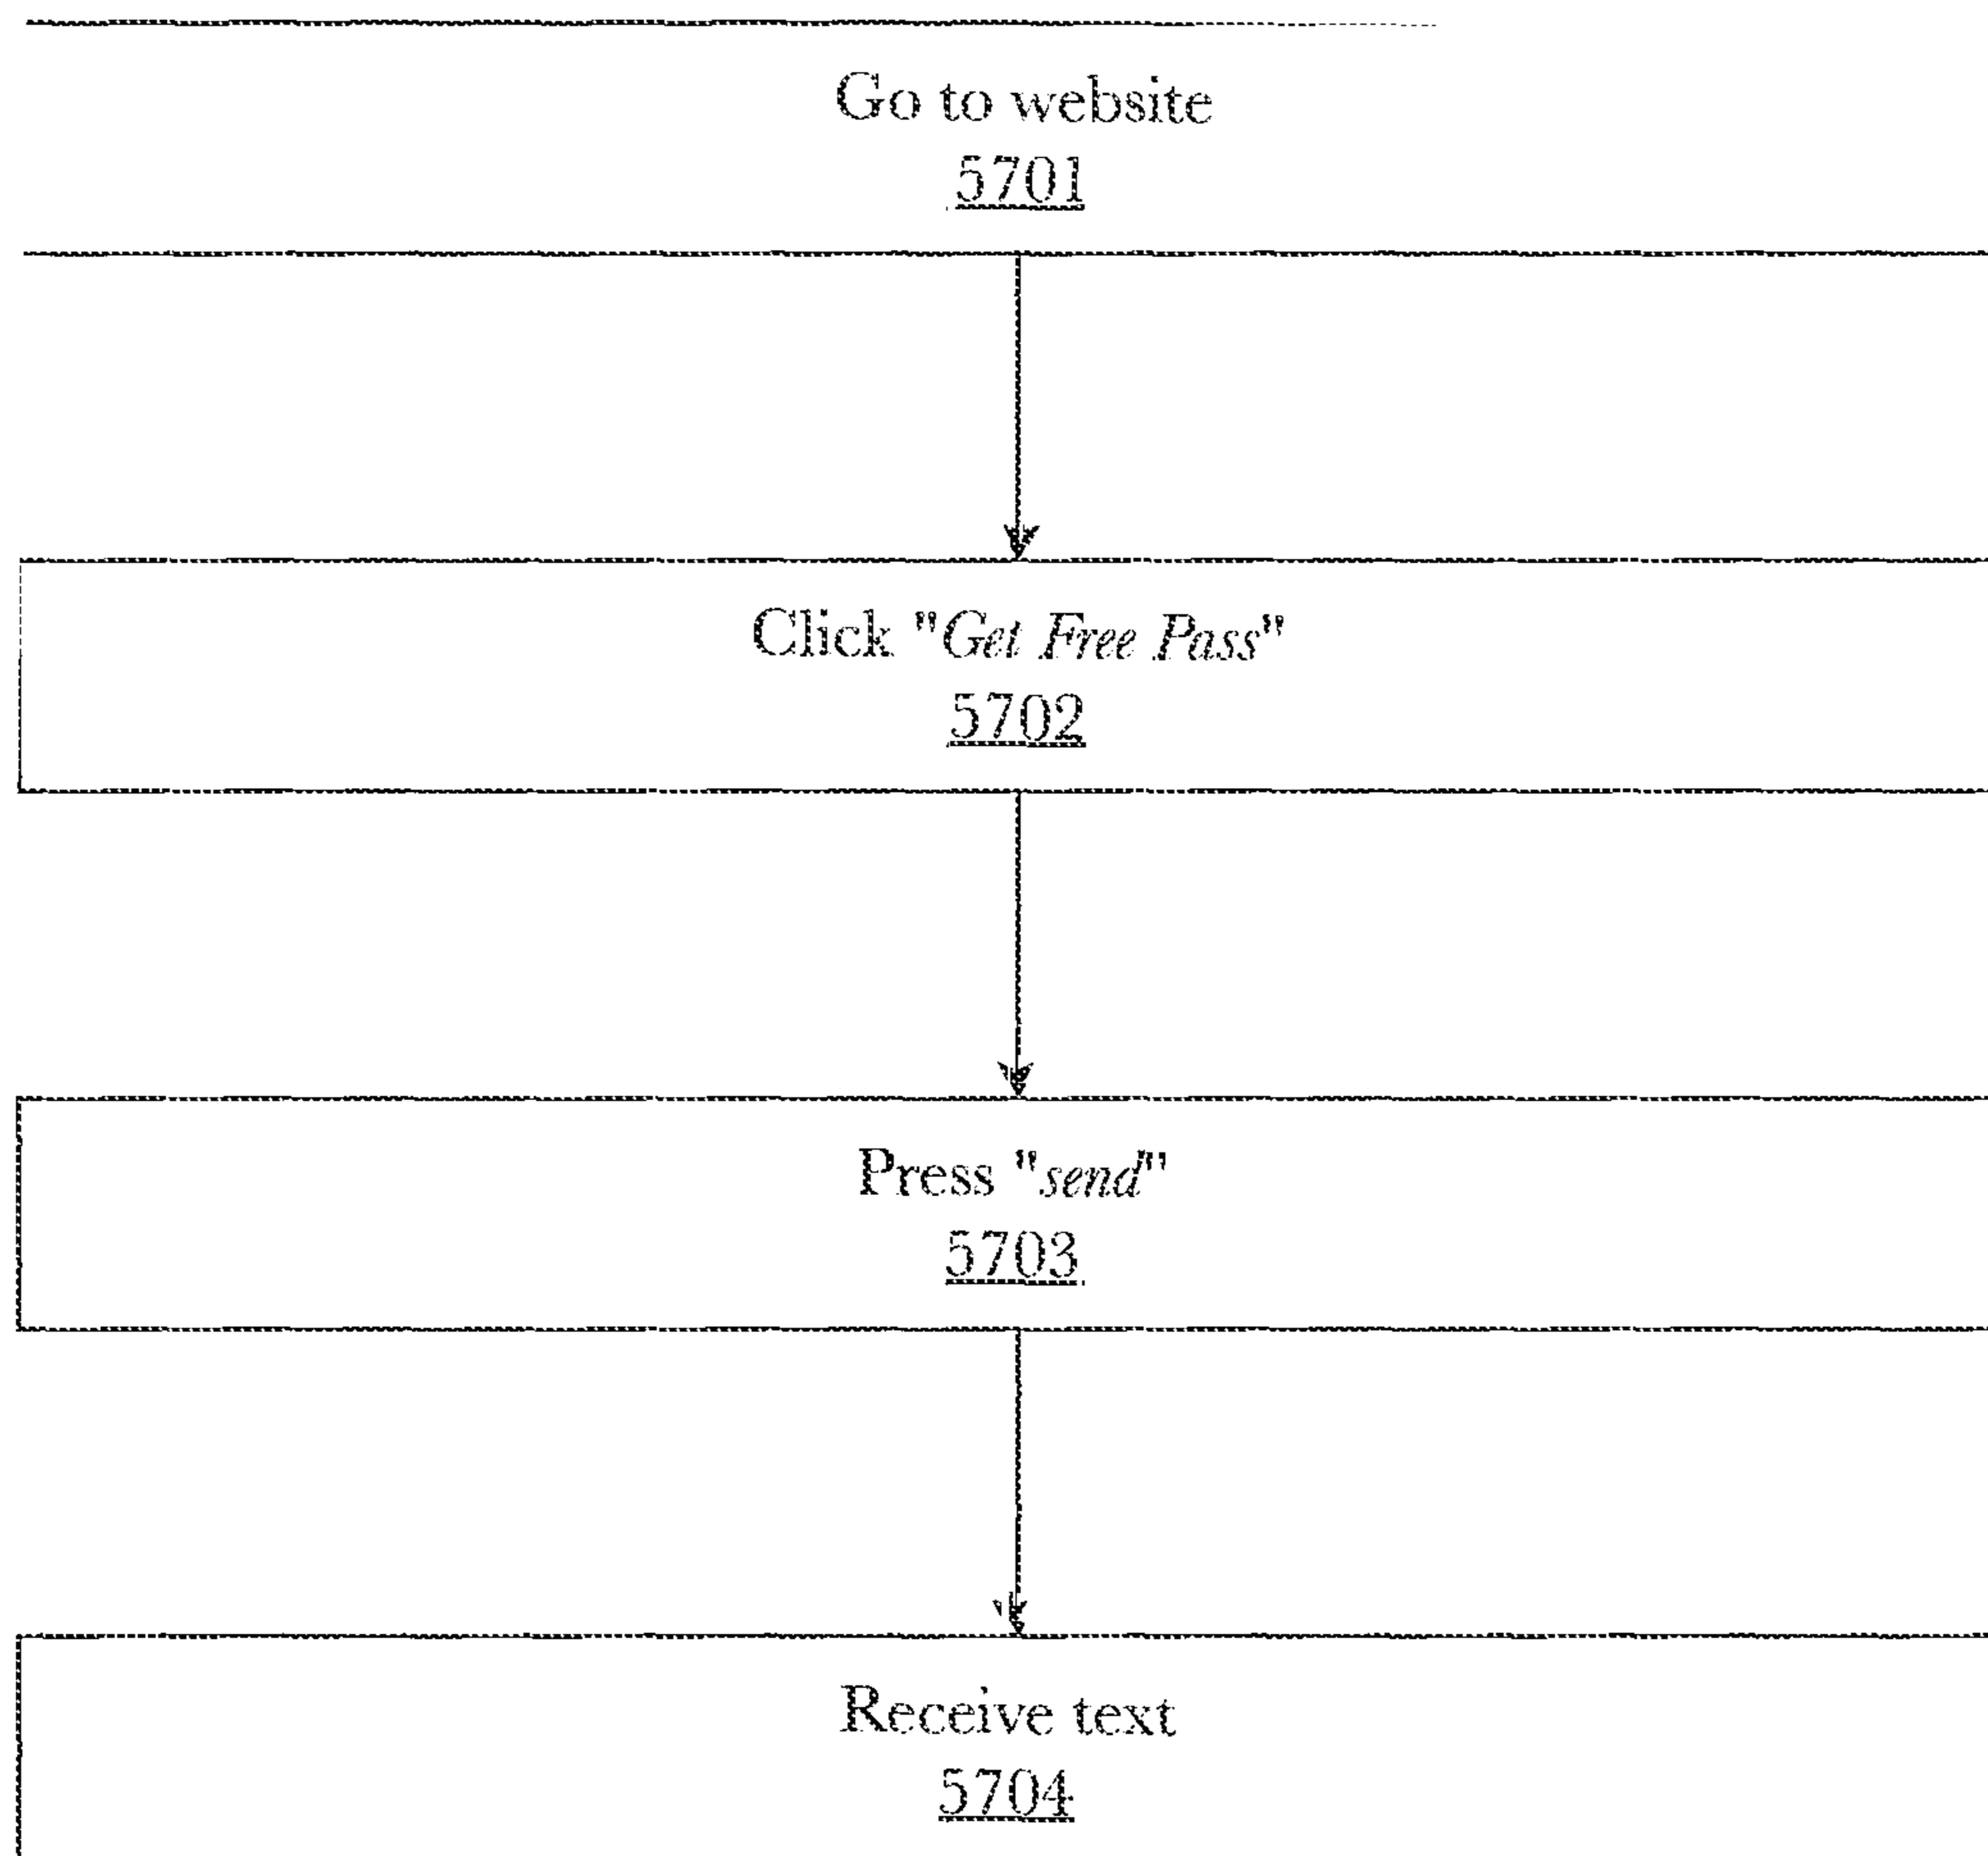 Go to website
5701
Click "Get Free Pass"
5702
Press "send"
5703
Receive text
5704